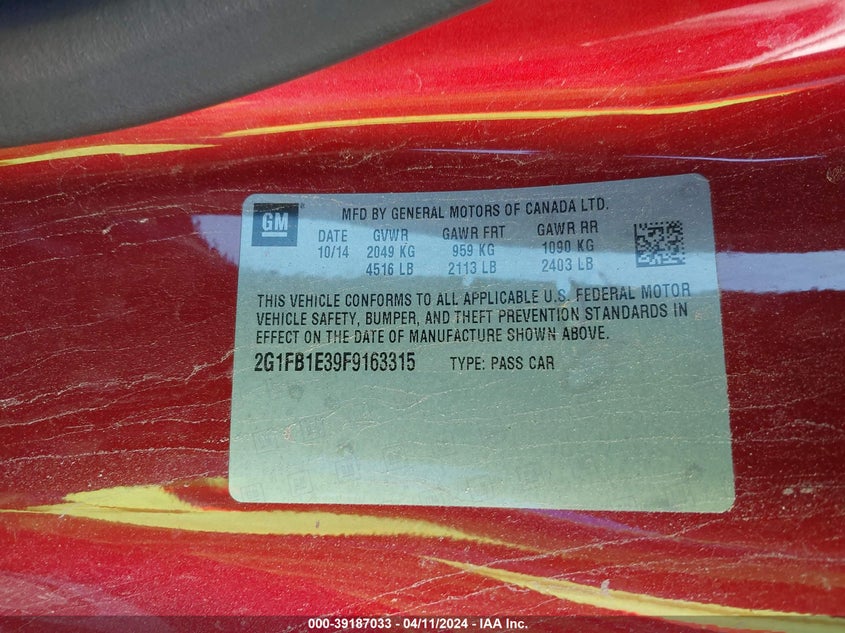 GM
MFD BY GENERAL MOTORS OF CANADA LTD.
DATE GVWR GAWR FRT GAWR RR
10/14 2049 KG 959 KG 1090 KG
4516 LB 2113 LB 2403 LB
THIS VEHICLE CONFORMS TO ALL APPLICABLE U.S. FEDERAL MOTOR
VEHICLE SAFETY, BUMPER, AND THEFT PREVENTION STANDARDS IN
EFFECT ON THE DATE OF MANUFACTURE SHOWN ABOVE.
2G1FB1E39F9163315 TYPE: PASS CAR
000-39187033 - 04/11/2024 - IAA Inc.